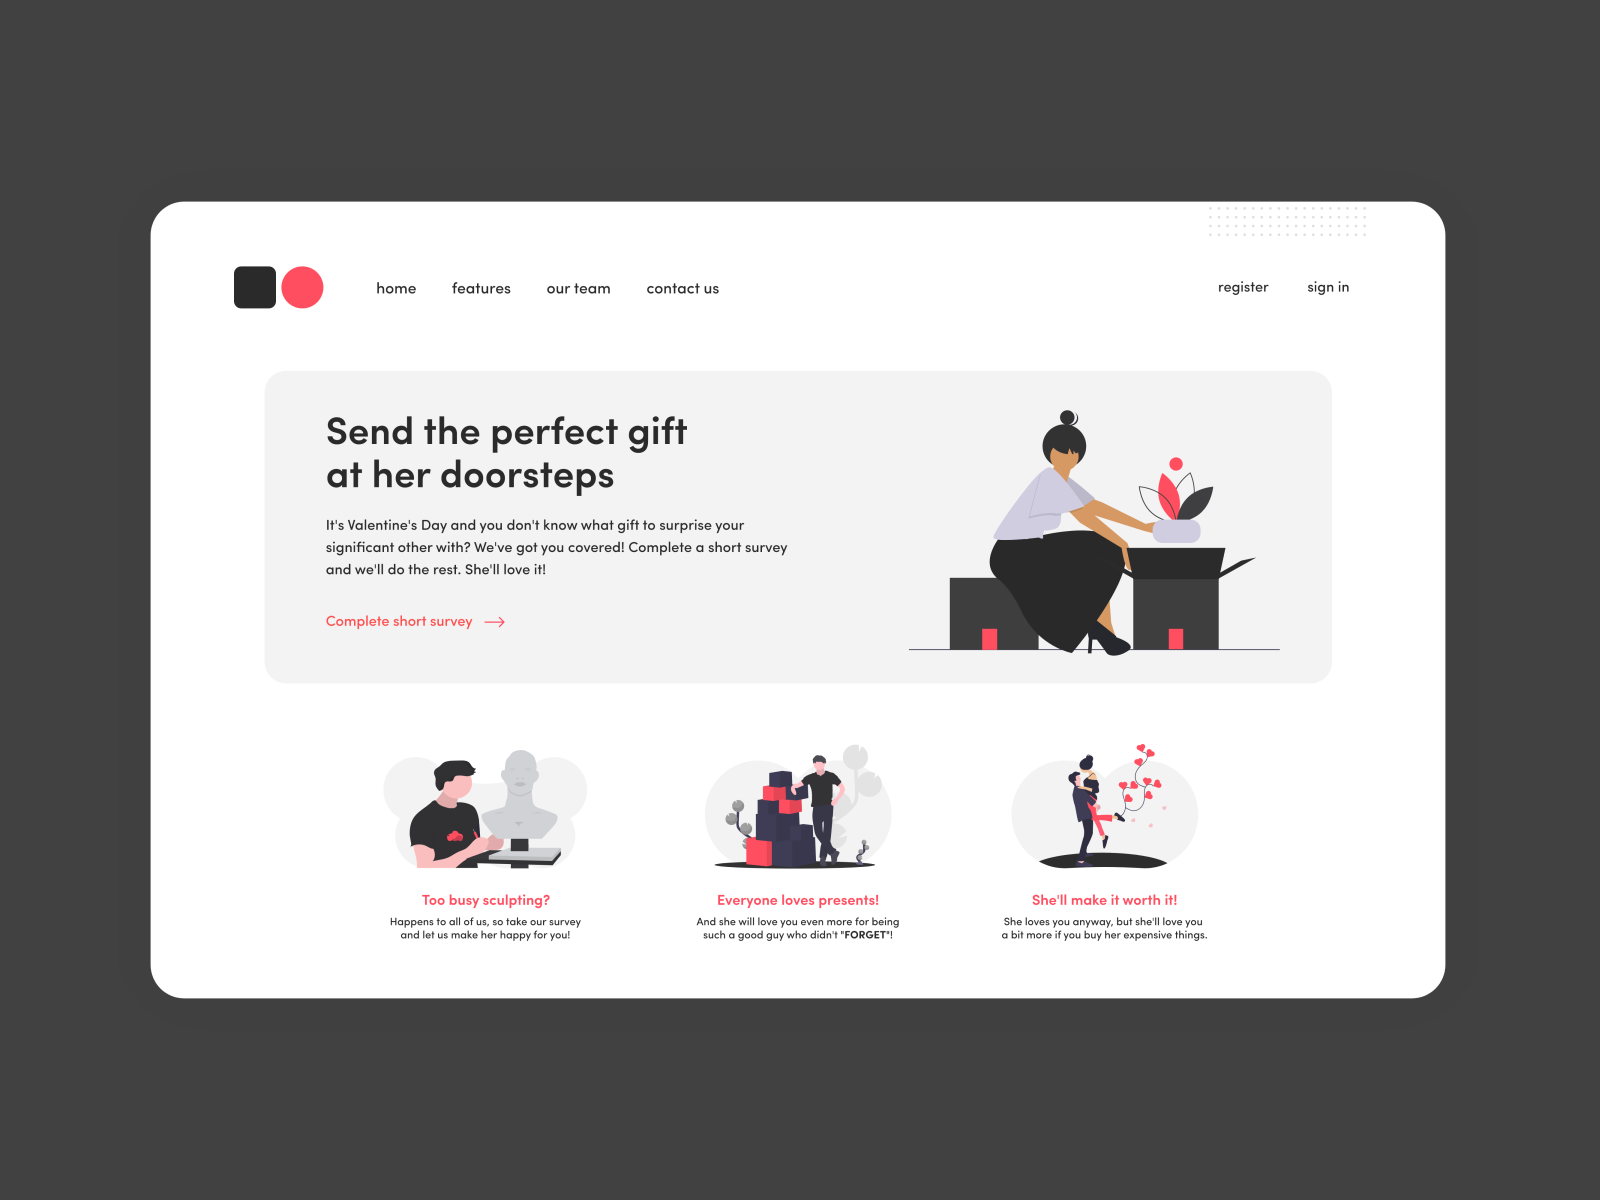 home features our team contact us register sign in
Send the perfect gift
at her doorsteps
It's Valentine's Day and you don't know what gift to surprise your
significant other with? We've got you covered! Complete a short survey
and we'll do the rest. She'll love it!
Complete short survey
Too busy sculpting?
Happens to all of us, so take our survey
and let us make her happy for you!
Everyone loves presents!
And she will love you even more for being
such a good guy who didn't "FORGET"!
She'll make it worth it!
She loves you anyway, but she'll love you
a bit more if you buy her expensive things.